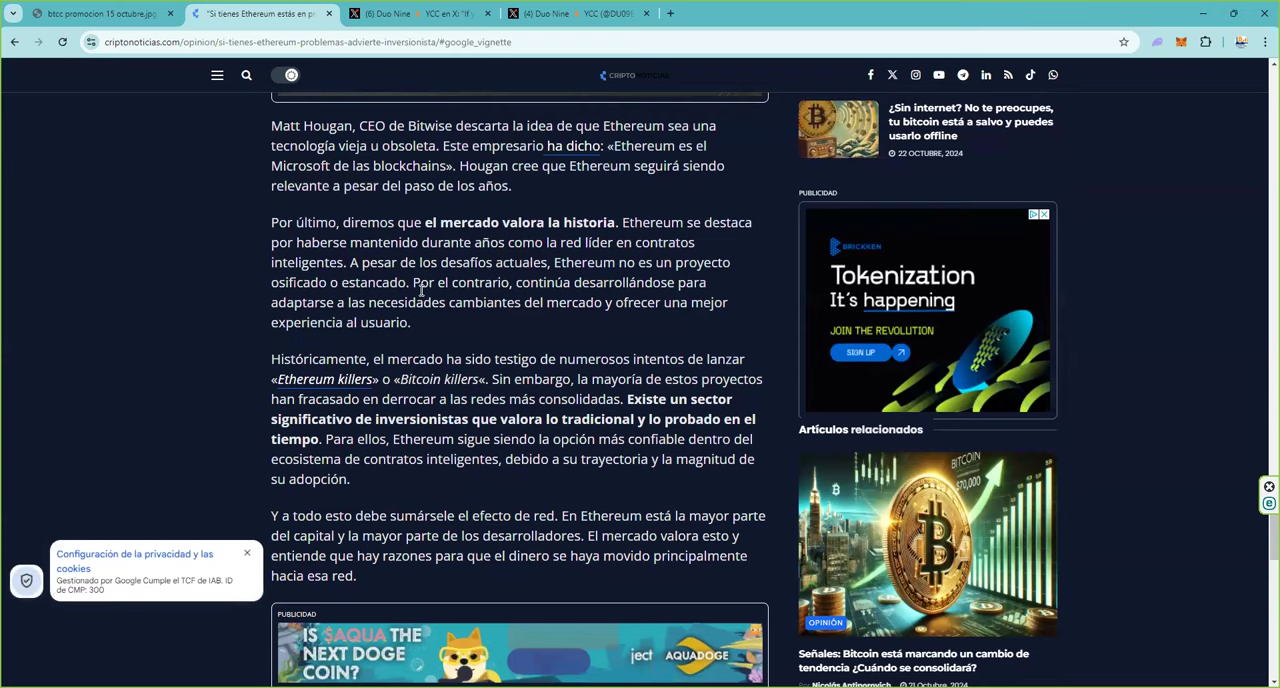 btcc promocion 15 octubre.jpg
"Si tienes Ethereum estás en pr
(6) Duo Nine YCC en X: "If y
(4) Duo Nine YCC (@DU09B
criptonoticias.com/opinion/si-tienes-ethereum-problemas-advierte-inversionista/#google_vignette
CRIPTONOTICIAS
Matt Hougan, CEO de Bitwise descarta la idea de que Ethereum sea una
tecnología vieja u obsoleta. Este empresario ha dicho: «Ethereum es el
Microsoft de las blockchains». Hougan cree que Ethereum seguirá siendo
relevante a pesar del paso de los años.
Por último, diremos que el mercado valora la historia. Ethereum se destaca
por haberse mantenido durante años como la red líder en contratos
inteligentes. A pesar de los desafíos actuales, Ethereum no es un proyecto
osificado o estancado. Por el contrario, continúa desarrollándose para
adaptarse a las necesidades cambiantes del mercado y ofrecer una mejor
experiencia al usuario.
Históricamente, el mercado ha sido testigo de numerosos intentos de lanzar
«Ethereum killers» o «Bitcoin killers«. Sin embargo, la mayoría de estos proyectos
han fracasado en derrocar a las redes más consolidadas. Existe un sector
significativo de inversionistas que valora lo tradicional y lo probado en el
tiempo. Para ellos, Ethereum sigue siendo la opción más confiable dentro del
ecosistema de contratos inteligentes, debido a su trayectoria y la magnitud de
su adopción.
Y a todo esto debe sumársele el efecto de red. En Ethereum está la mayor parte
del capital y la mayor parte de los desarrolladores. El mercado valora esto y
entiende que hay razones para que el dinero se haya movido principalmente
hacia esa red.
PUBLICIDAD
IS $AQUA THE
NEXT DOGE
COIN?
ject
AQUADOGE
Configuración de la privacidad y las
cookies
Gestionado por Google Cumple el TCF de IAB. ID
de CMP: 300
¿Sin internet? No te preocupes,
tu bitcoin está a salvo y puedes
usarlo offline
22 OCTUBRE, 2024
PUBLICIDAD
BRICKKEN
Tokenization
It's happening
JOIN THE REVOLUTION
SIGN UP
Artículos relacionados
BITCOIN
$70,000
OPINIÓN
Señales: Bitcoin está marcando un cambio de
tendencia ¿Cuándo se consolidará?
Por Nicolás Antiporovich 21 Octubre, 2024